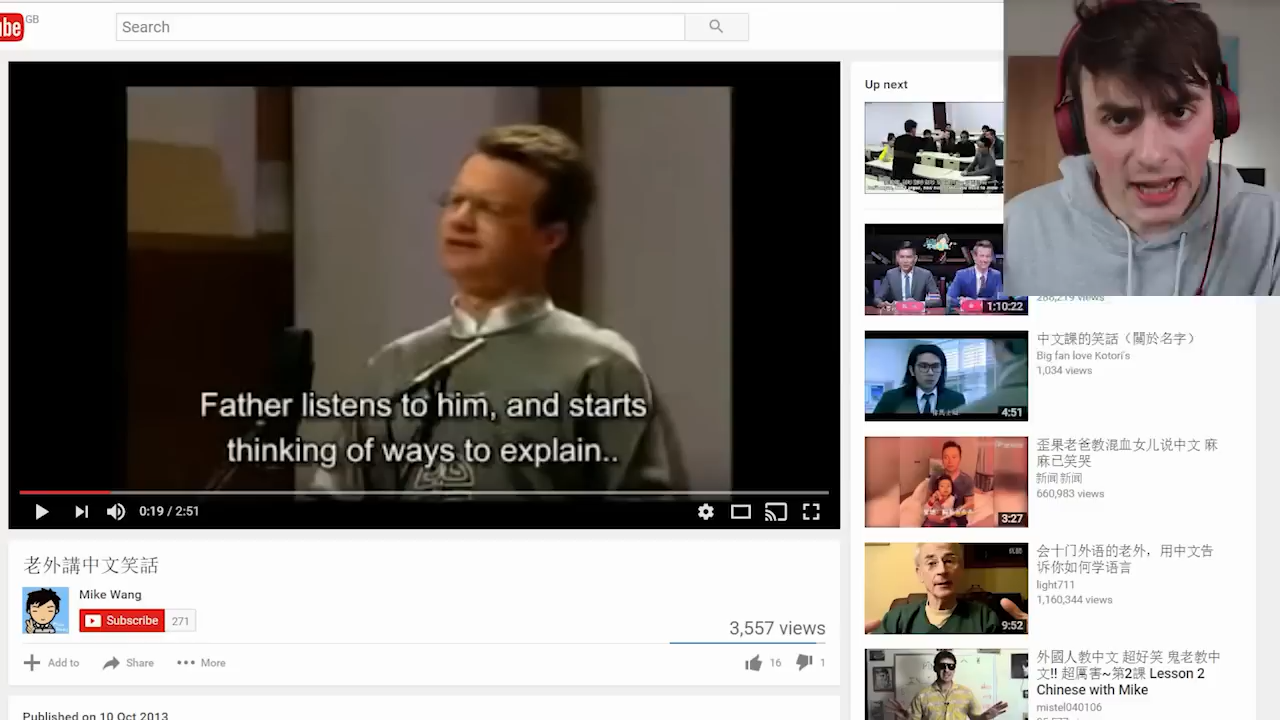 be GB
Search
Father listens to him, and starts
thinking of ways to explain..
0:19 / 2:51
老外講中文笑話
Mike Wang
Subscribe 271
3,557 views
Add to Share More
16 1
Published on 10 Oct 2013
Up next
1:10:22
288,219 views
中文課的笑話（關於名字）
Big fan love Kotori's
1,034 views
4:51
歪果老爸教混血女儿说中文 麻
麻已笑哭
新闻 新闻
660,983 views
3:27
会十门外语的老外，用中文告
诉你如何学语言
light711
1,160,344 views
9:52
外國人教中文 超好笑 鬼老教中
文!! 超厲害~第2課 Lesson 2
Chinese with Mike
mistel040106